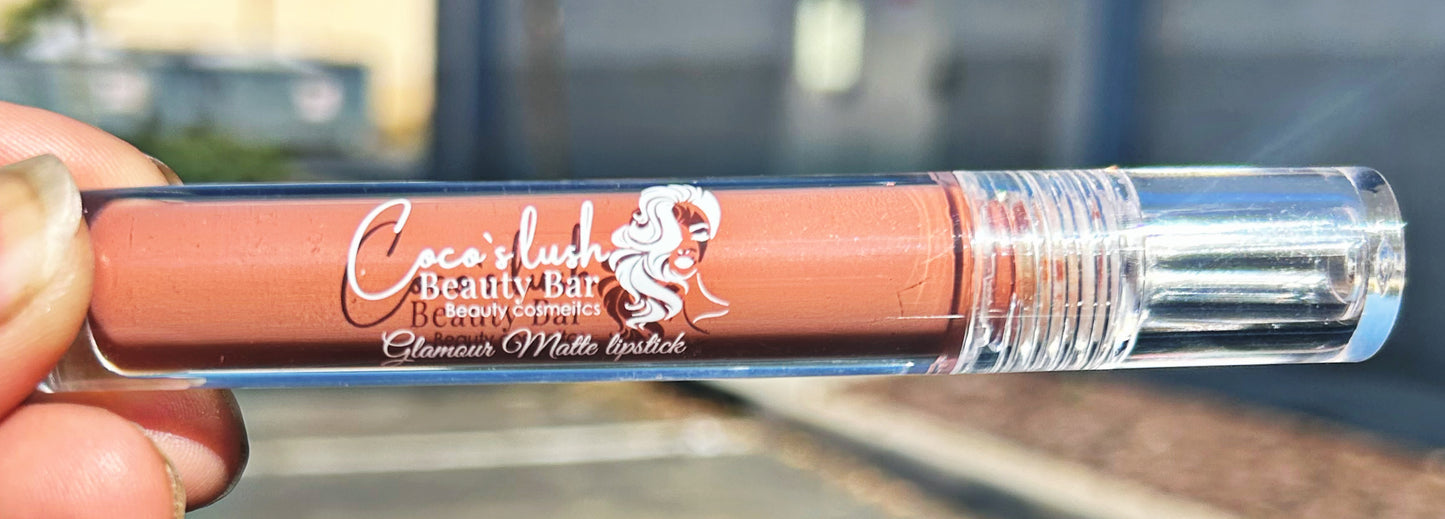 Coco`s lush
Beauty Bar
Beauty cosmeitcs
Glamour Matte lipstick